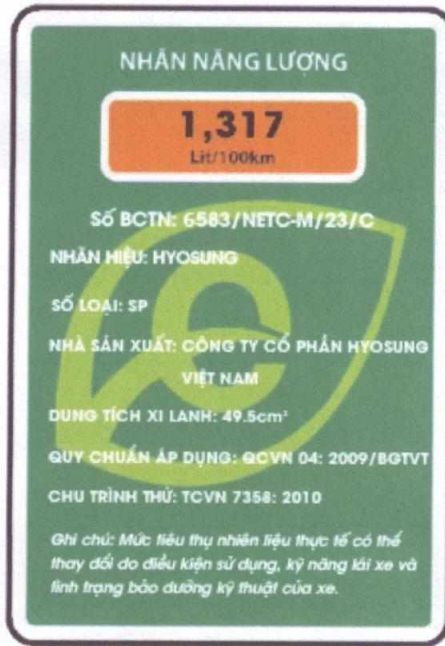 NHÃN NĂNG LƯỢNG
1,317
Lit/100km
Số BCTN: 6583/NETC-M/23/C
NHÃN HIỆU: HYOSUNG
SỐ LOẠI: SP
NHÀ SẢN XUẤT: CÔNG TY CỔ PHẦN HYOSUNG
VIỆT NAM
DUNG TÍCH XI LANH: 49.5cm³
QUY CHUẨN ÁP DỤNG: QCVN 04: 2009/BGTVT
CHU TRÌNH THỬ: TCVN 7358: 2010
Ghi chú: Mức tiêu thụ nhiên liệu thực tế có thể
thay đổi do điều kiện sử dụng, kỹ năng lái xe và
tình trạng bảo dưỡng kỹ thuật của xe.